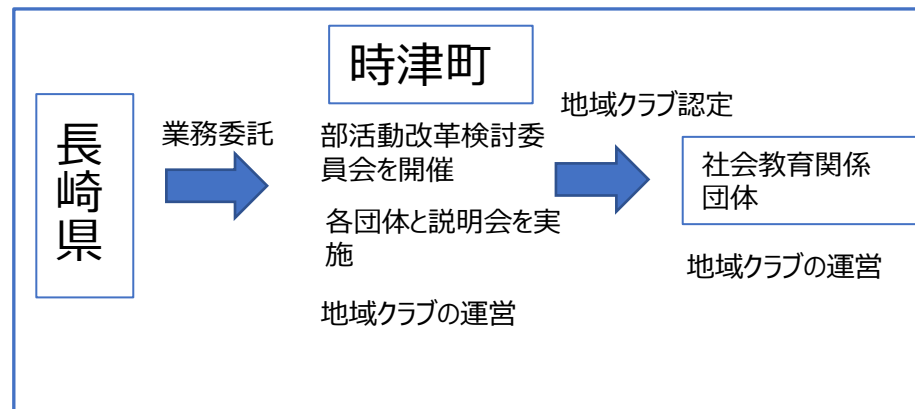 長崎県
業務委託
時津町
部活動改革検討委
員会を開催
各団体と説明会を実
施
地域クラブの運営
地域クラブ認定
社会教育関係
団体
地域クラブの運営